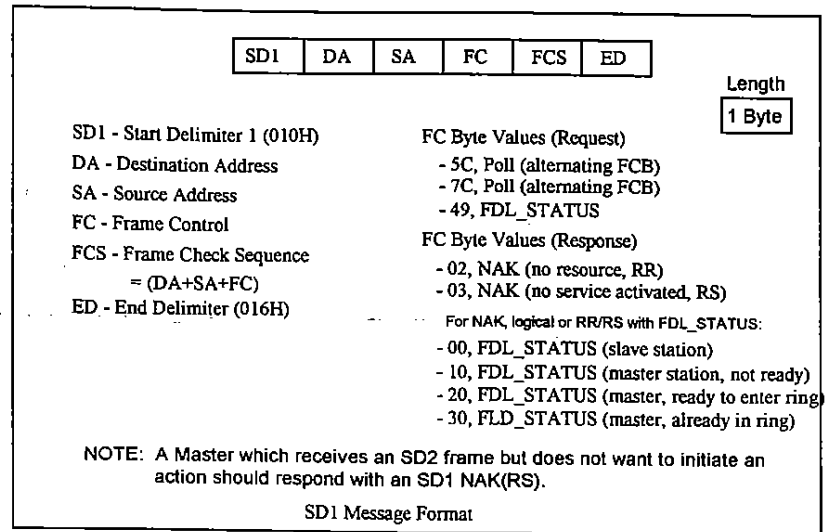 SD1 DA SA FC FCS ED
Length
1 Byte
SD1 - Start Delimiter 1 (010H)
DA - Destination Address
SA - Source Address
FC - Frame Control
FCS - Frame Check Sequence
= (DA+SA+FC)
ED - End Delimiter (016H)
FC Byte Values (Request)
- 5C, Poll (alternating FCB)
- 7C, Poll (alternating FCB)
- 49, FDL_STATUS
FC Byte Values (Response)
- 02, NAK (no resource, RR)
- 03, NAK (no service activated, RS)
For NAK, logical or RR/RS with FDL_STATUS:
- 00, FDL_STATUS (slave station)
- 10, FDL_STATUS (master station, not ready)
- 20, FDL_STATUS (master, ready to enter ring)
- 30, FLD_STATUS (master, already in ring)
NOTE: A Master which receives an SD2 frame but does not want to initiate an
action should respond with an SD1 NAK(RS).
SD1 Message Format